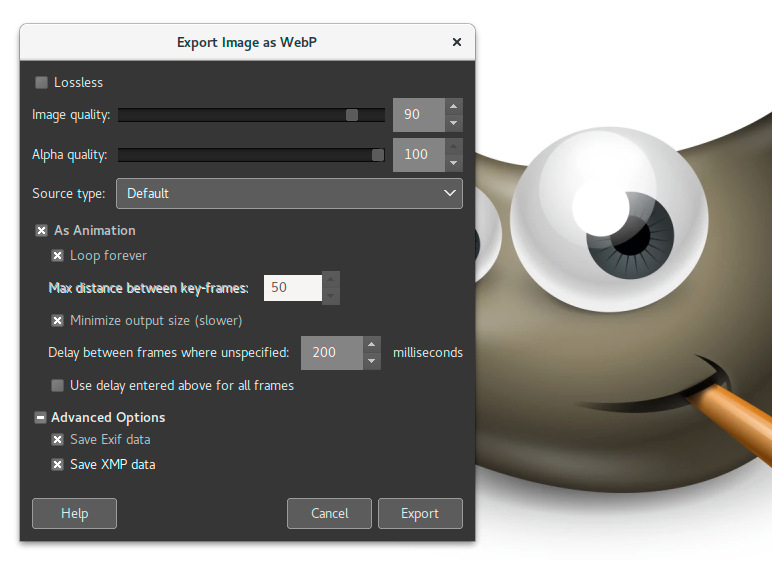 Export Image as WebP
Lossless
Image quality: 90
Alpha quality: 100
Source type: Default
As Animation
Loop forever
Max distance between key-frames: 50
Minimize output size (slower)
Delay between frames where unspecified: 200 milliseconds
Use delay entered above for all frames
Advanced Options
Save Exif data
Save XMP data
Help Cancel Export